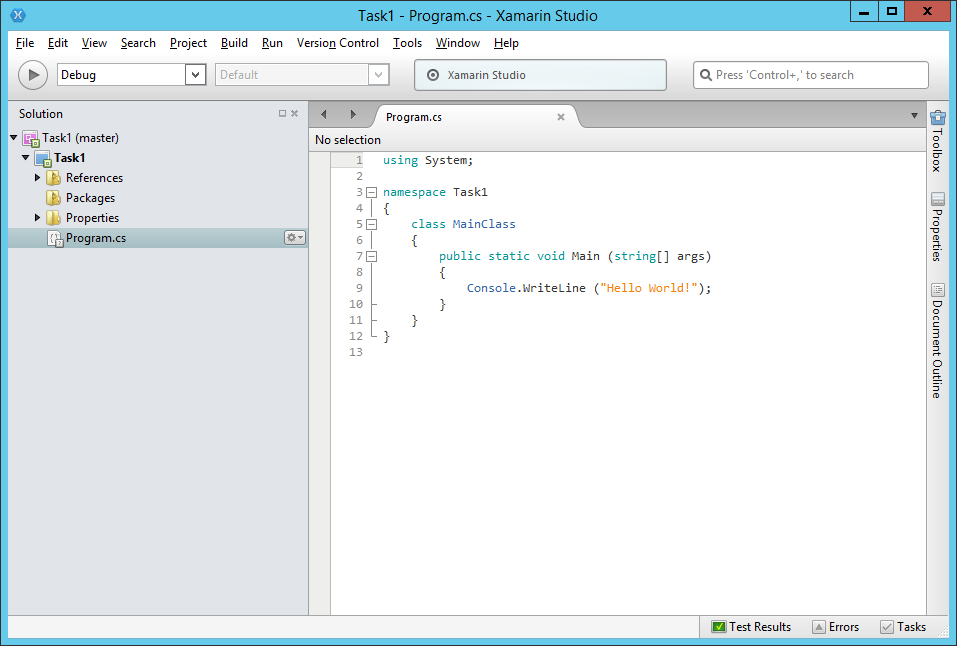 Task1 - Program.cs - Xamarin Studio
File Edit View Search Project Build Run Version Control Tools Window Help
Debug
Default
Xamarin Studio
Press 'Control+,' to search
Solution
Task1 (master)
Task1
References
Packages
Properties
Program.cs
Program.cs
No selection
1 using System;
2
3 namespace Task1
4 {
5 class MainClass
6 {
7 public static void Main (string[] args)
8 {
9 Console.WriteLine ("Hello World!");
10 }
11 }
12 }
13
Toolbox
Properties
Document Outline
Test Results Errors Tasks